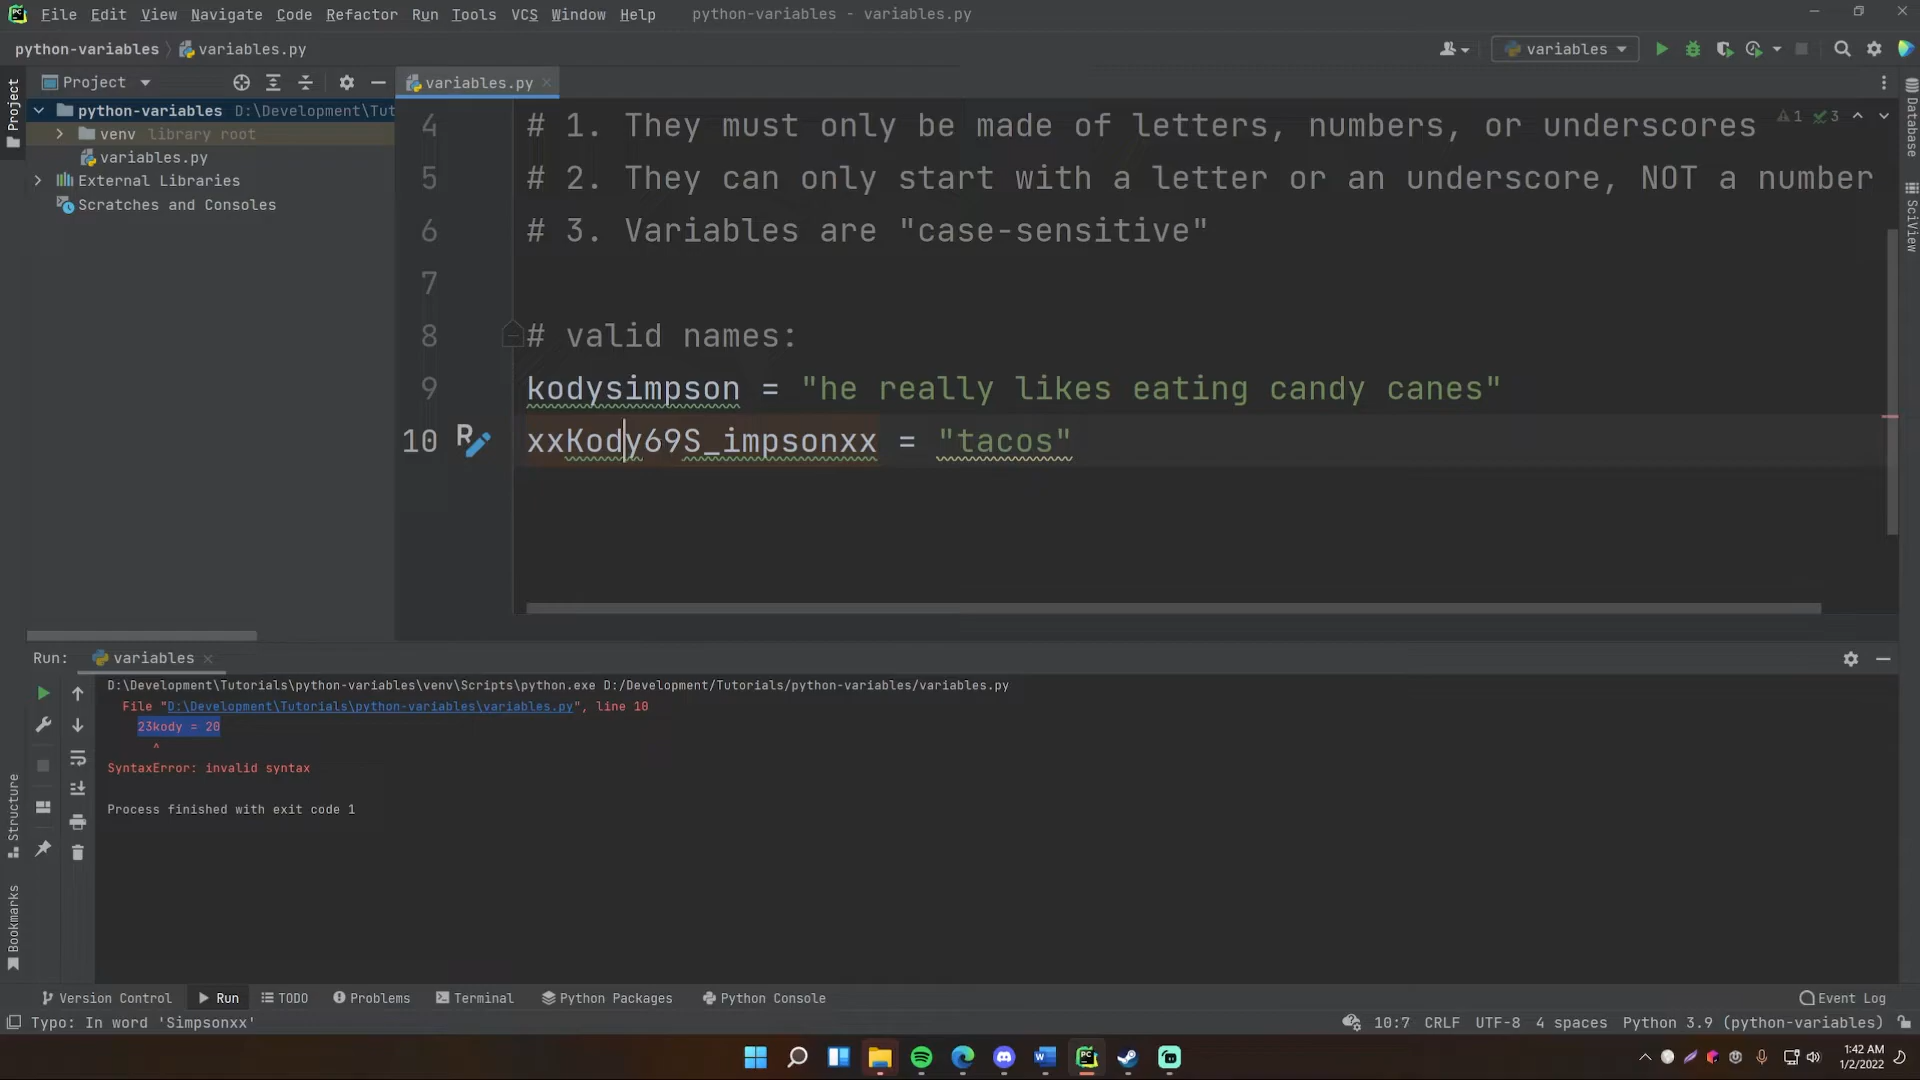 File Edit View Navigate Code Refactor Run Tools VCS Window Help python-variables - variables.py
python-variables variables.py variables
Project variables.py
Project
python-variables D:\Development\Tut
venv library root
variables.py
External Libraries
Scratches and Consoles
4 # 1. They must only be made of letters, numbers, or underscores
1 3
5 # 2. They can only start with a letter or an underscore, NOT a number
6 # 3. Variables are "case-sensitive"
7
8 # valid names:
9 kodysimpson = "he really likes eating candy canes"
10 xxKody69S_impsonxx = "tacos"
Database
SciView
Run: variables
D:\Development\Tutorials\python-variables\venv\Scripts\python.exe D:/Development/Tutorials/python-variables/variables.py
File "D:\Development\Tutorials\python-variables\variables.py", line 10
23kody = 20
^
SyntaxError: invalid syntax
Process finished with exit code 1
Structure
Bookmarks
Version Control Run TODO Problems Terminal Python Packages Python Console Event Log
Typo: In word 'Simpsonxx' 10:7 CRLF UTF-8 4 spaces Python 3.9 (python-variables)
1:42 AM
1/2/2022